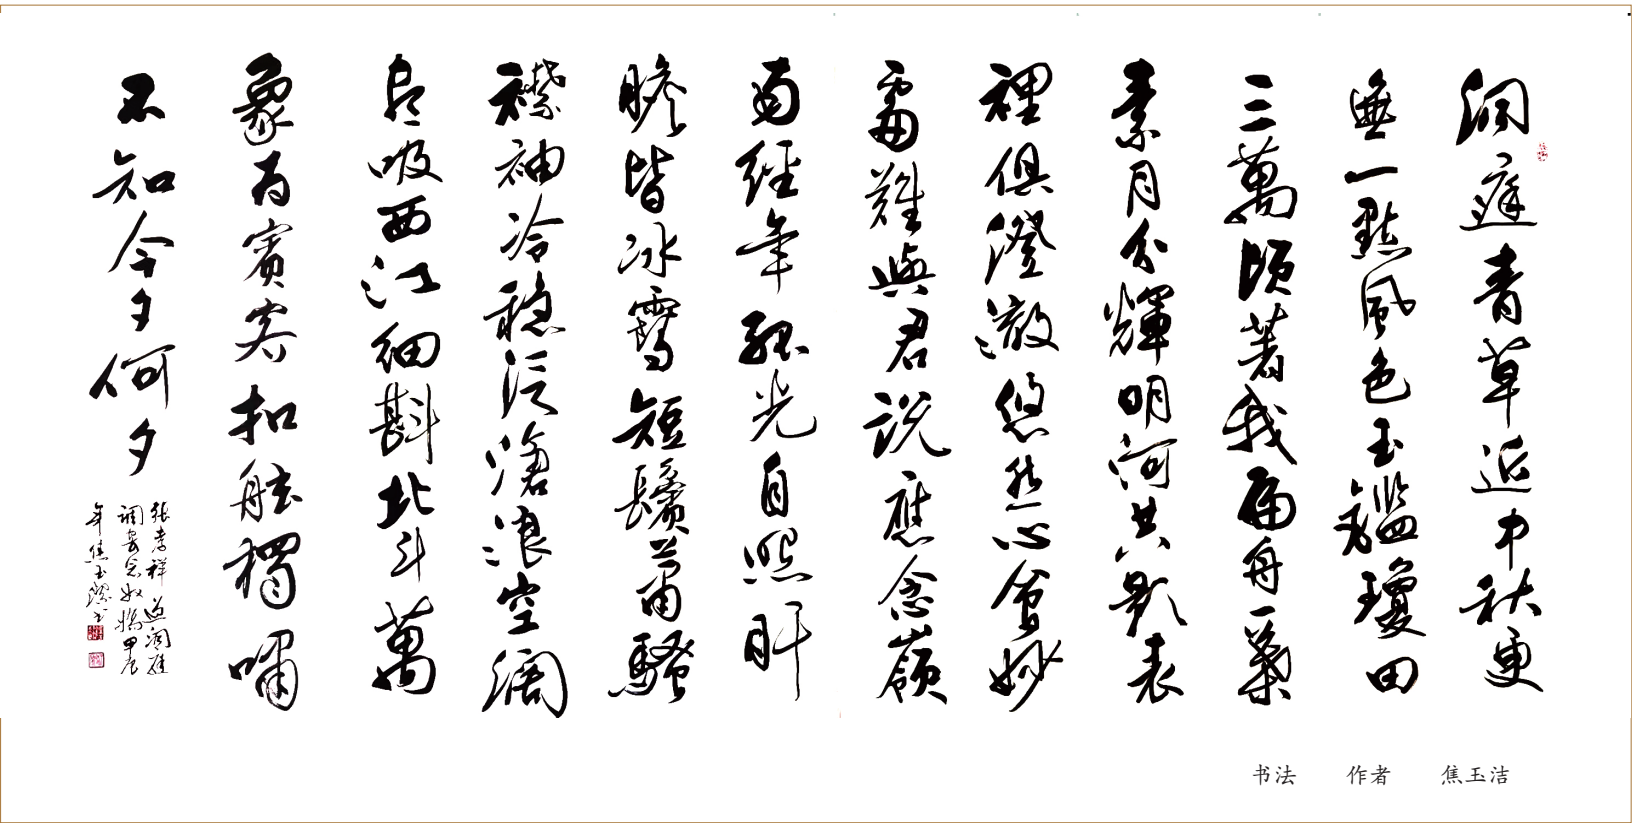 洞庭青草近中秋更
無一點風色玉鑑瓊田
三萬頃著我扁舟一葉
素月分輝明河共影表
裡俱澄澈悠然心會妙
處難與君說應念嶺
南經年孤光自照肝
膽皆冰雪短鬢蕭騷
襟袖冷穩泛滄浪空闊
尽吸西江細斟北斗萬
象為賓客扣舷獨嘯
不知今夕何夕
張孝祥 過洞庭
調寄念奴嬌 甲辰
年焦玉潔书
书法 作者 焦玉洁